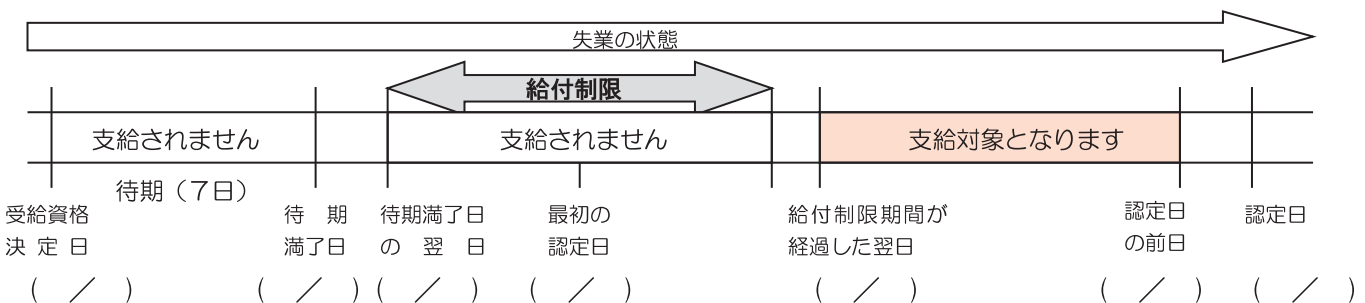 失業の状態
給付制限
支給されません
支給されません
支給対象となります
待期（７日）
受給資格
決定日
（　／　）
待期
満了日
（　／　）
待期満了日
の翌日
（　／　）
最初の
認定日
（　／　）
給付制限期間が
経過した翌日
（　／　）
認定日
の前日
（　／　）
認定日
（　／　）